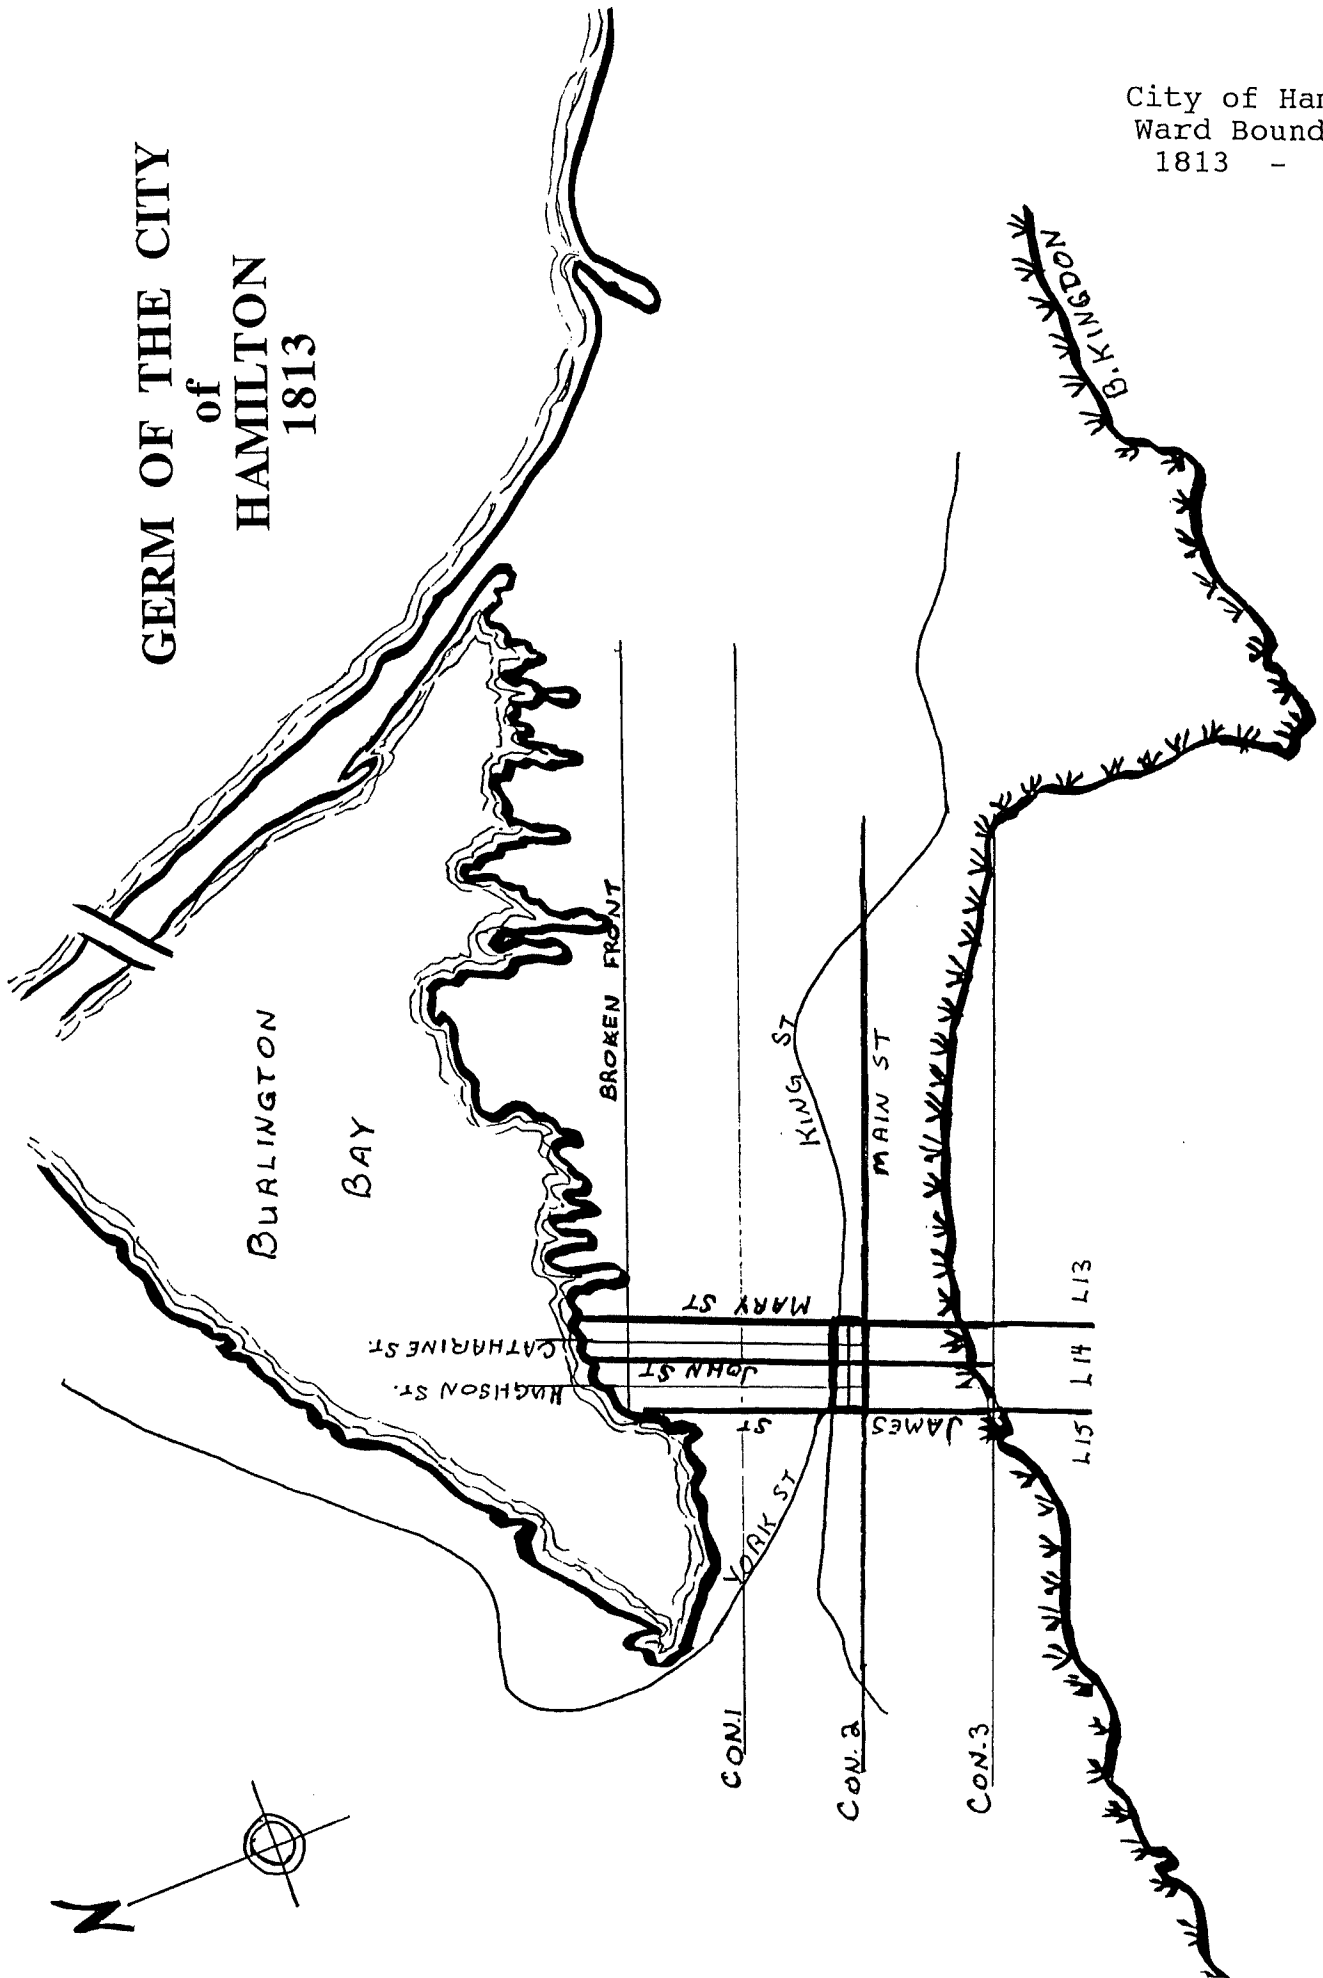 City of
Ward
1813 -
GERM OF THE CITY
of
HAMILTON
1813
B. KINGDON
BURLINGTON
BAY
BROKEN FRONT
KING ST
MAIN ST
MARY ST
CATHARINE ST.
JOHN ST
HUGHSON ST.
JAMES ST
YORK ST
L13
L14
L15
CON.1
CON. 2
CON. 3
N